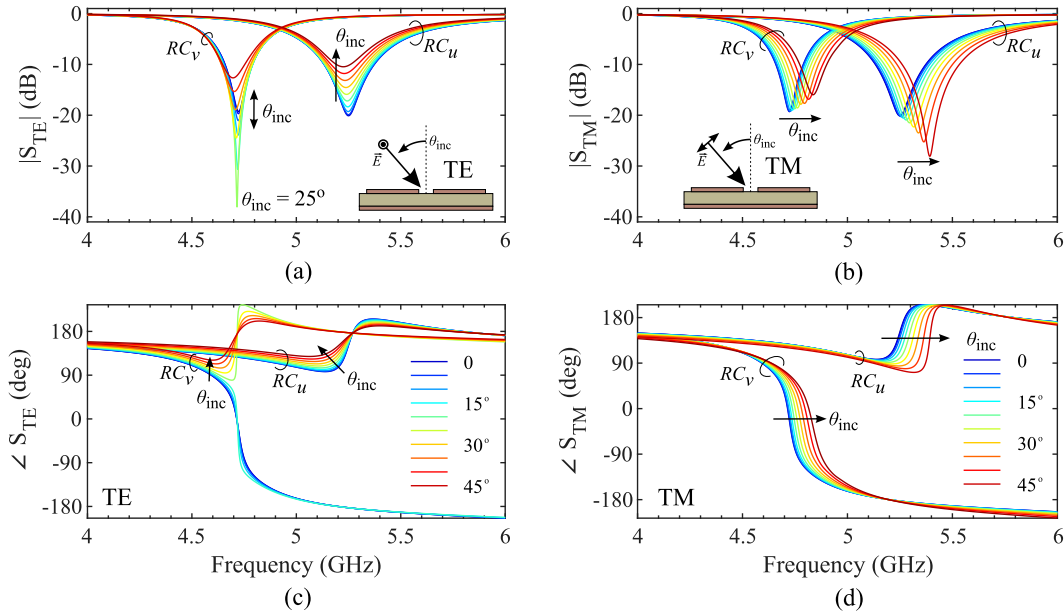 0
-10
-20
-30
-40
|S_TE| (dB)
RC_v
θ_inc
RC_u
θ_inc
θ_inc = 25°
θ_inc
E⃗
TE
4
4.5
5
5.5
6
(a)
0
-10
-20
-30
-40
|S_TM| (dB)
RC_v
RC_u
θ_inc
θ_inc
θ_inc
E⃗
TM
4
4.5
5
5.5
6
(b)
180
90
0
-90
-180
∠ S_TE (deg)
RC_v
θ_inc
RC_u
θ_inc
0
15°
30°
45°
TE
4
4.5
5
5.5
6
Frequency (GHz)
(c)
180
90
0
-90
-180
∠ S_TM (deg)
RC_v
RC_u
θ_inc
θ_inc
0
15°
30°
45°
TM
4
4.5
5
5.5
6
Frequency (GHz)
(d)